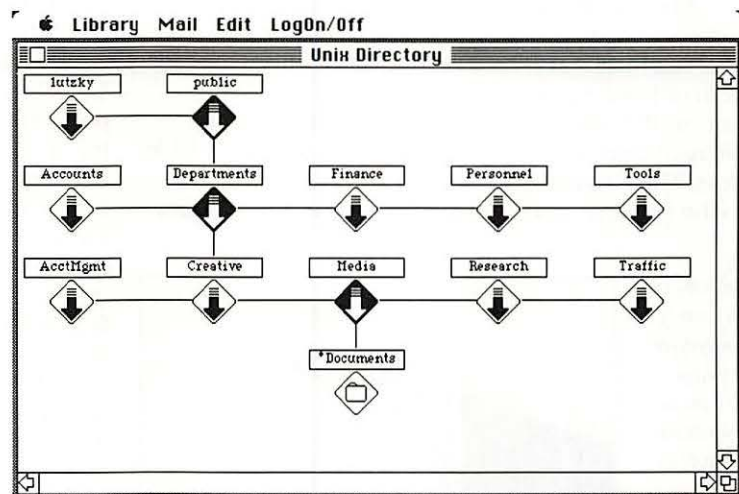 Library Mail Edit LogOn/Off
Unix Directory
lutzky public
Accounts Departments Finance Personnel Tools
AcctMgmt Creative Media Research Traffic
*Documents